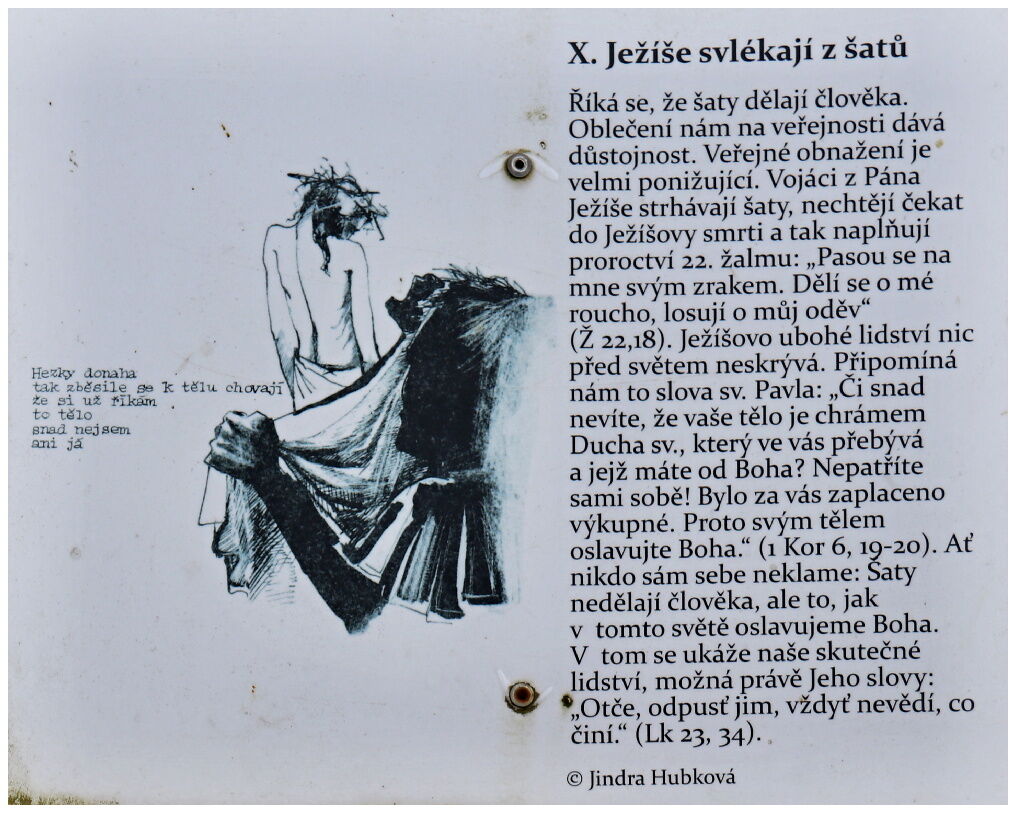 X. Ježíše svlékají z šatů
Říká se, že šaty dělají člověka.
Oblečení nám na veřejnosti dává
důstojnost. Veřejné obnažení je
velmi ponižující. Vojáci z Pána
Ježíše strhávají šaty, nechtějí čekat
do Ježíšovy smrti a tak naplňují
proroctví 22. žalmu: „Pasou se na
mne svým zrakem. Dělí se o mé
roucho, losují o můj oděv“
(Ž 22,18). Ježíšovo ubohé lidství nic
před světem neskrývá. Připomíná
nám to slova sv. Pavla: „Či snad
nevíte, že vaše tělo je chrámem
Ducha sv., který ve vás přebývá
a jejž máte od Boha? Nepatříte
sami sobě! Bylo za vás zaplaceno
výkupné. Proto svým tělem
oslavujte Boha.“ (1 Kor 6, 19-20). Ať
nikdo sám sebe neklame: Šaty
nedělají člověka, ale to, jak
v tomto světě oslavujeme Boha.
V tom se ukáže naše skutečné
lidství, možná právě Jeho slovy:
„Otče, odpusť jim, vždyť nevědí, co
činí.“ (Lk 23, 34).
© Jindra Hubková
Hezky donaha
tak zběsile se k tělu chovají
že si už říkám
to tělo
snad nejsem
ani já